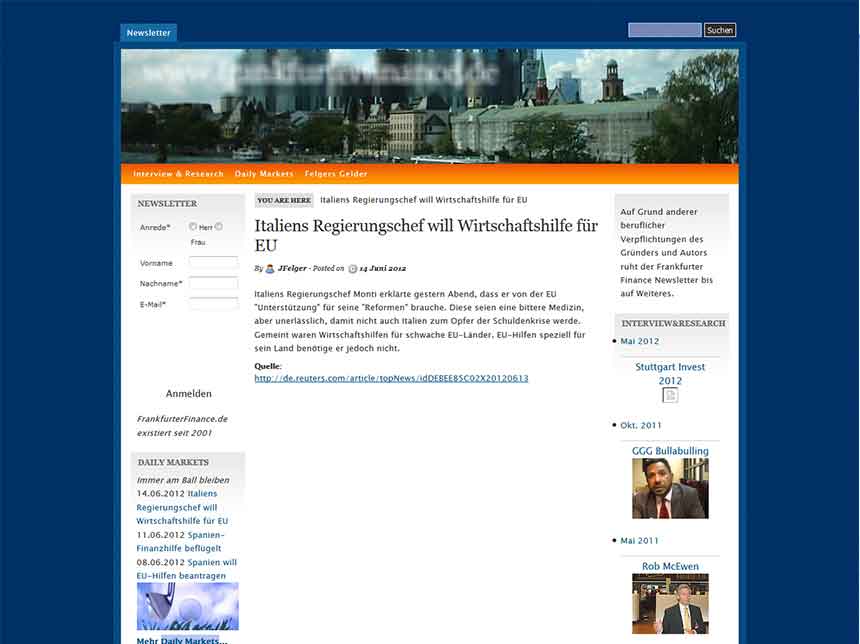 Newsletter
Suchen
Interview & Research Daily Markets Felgers Gelder
NEWSLETTER
Anrede* Herr
Frau
Vorname
Nachname*
E-Mail*
Anmelden
FrankfurterFinance.de
existiert seit 2001
DAILY MARKETS
Immer am Ball bleiben
14.06.2012 Italiens
Regierungschef will
Wirtschaftshilfe für EU
11.06.2012 Spanien-
Finanzhilfe beflügelt
08.06.2012 Spanien will
EU-Hilfen beantragen
Mehr Daily Markets...
YOU ARE HERE Italiens Regierungschef will Wirtschaftshilfe für EU
Italiens Regierungschef will Wirtschaftshilfe für
EU
By JFelger - Posted on 14 Juni 2012
Italiens Regierungschef Monti erklärte gestern Abend, dass er von der EU
"Unterstützung" für seine "Reformen" brauche. Diese seien eine bittere Medizin,
aber unerlässlich, damit nicht auch Italien zum Opfer der Schuldenkrise werde.
Gemeint waren Wirtschaftshilfen für schwache EU-Länder. EU-Hilfen speziell für
sein Land benötige er jedoch nicht.
Quelle:
http://de.reuters.com/article/topNews/idDEBEE85C02X20120613
Auf Grund anderer
beruflicher
Verpflichtungen des
Gründers und Autors
ruht der Frankfurter
Finance Newsletter bis
auf Weiteres.
INTERVIEW&RESEARCH
Mai 2012
Stuttgart Invest
2012
Okt. 2011
GGG Bullabulling
Mai 2011
Rob McEwen